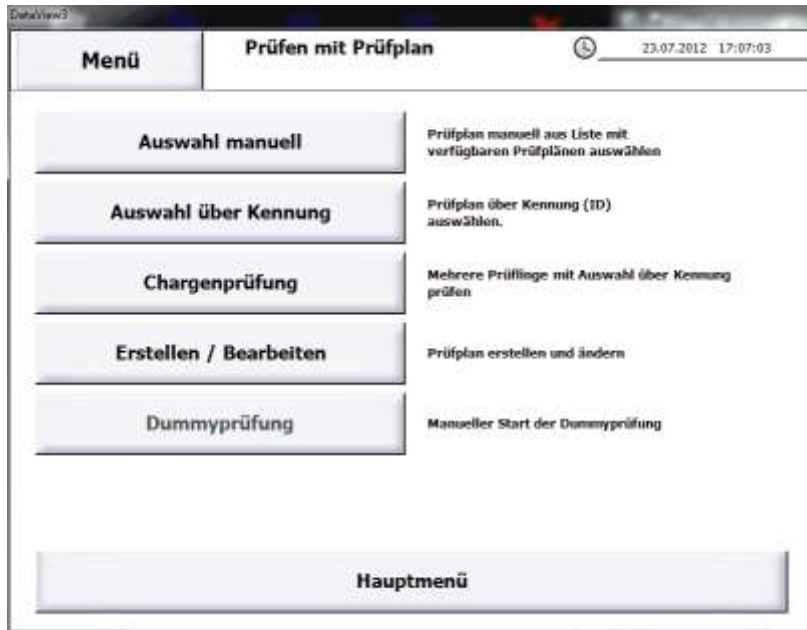 DataView3
Menü
Prüfen mit Prüfplan
23.07.2012 17:07:03
Auswahl manuell
Prüfplan manuell aus Liste mit
verfügbaren Prüfplänen auswählen
Auswahl über Kennung
Prüfplan über Kennung (ID)
auswählen.
Chargenprüfung
Mehrere Prüflinge mit Auswahl über Kennung
prüfen
Erstellen / Bearbeiten
Prüfplan erstellen und ändern
Dummyprüfung
Manueller Start der Dummyprüfung
Hauptmenü